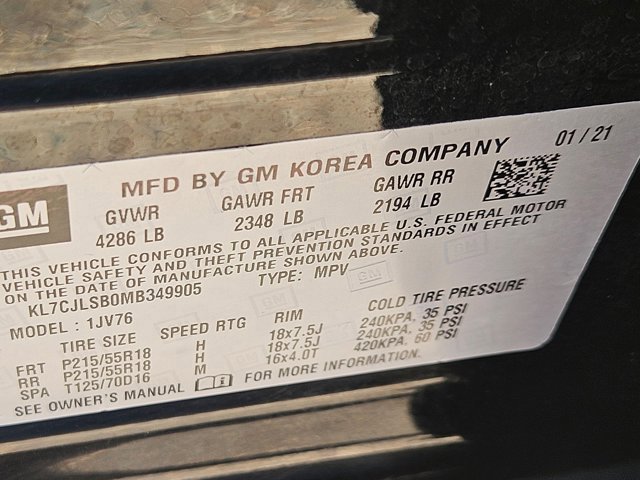 01 / 21
MFD BY GM KOREA COMPANY
GM
GVWR GAWR FRT GAWR RR
4286 LB 2348 LB 2194 LB
THIS VEHICLE CONFORMS TO ALL APPLICABLE U.S. FEDERAL MOTOR
VEHICLE SAFETY AND THEFT PREVENTION STANDARDS IN EFFECT
ON THE DATE OF MANUFACTURE SHOWN ABOVE.
KL7CJLSB0MB349905 TYPE: MPV
MODEL : 1JV76
TIRE SIZE SPEED RTG RIM COLD TIRE PRESSURE
FRT P215/55R18 H 18x7.5J 240KPA, 35 PSI
RR P215/55R18 H 18x7.5J 240KPA, 35 PSI
SPA T125/70D16 M 16x4.0T 420KPA, 60 PSI
SEE OWNER'S MANUAL FOR MORE INFORMATION.